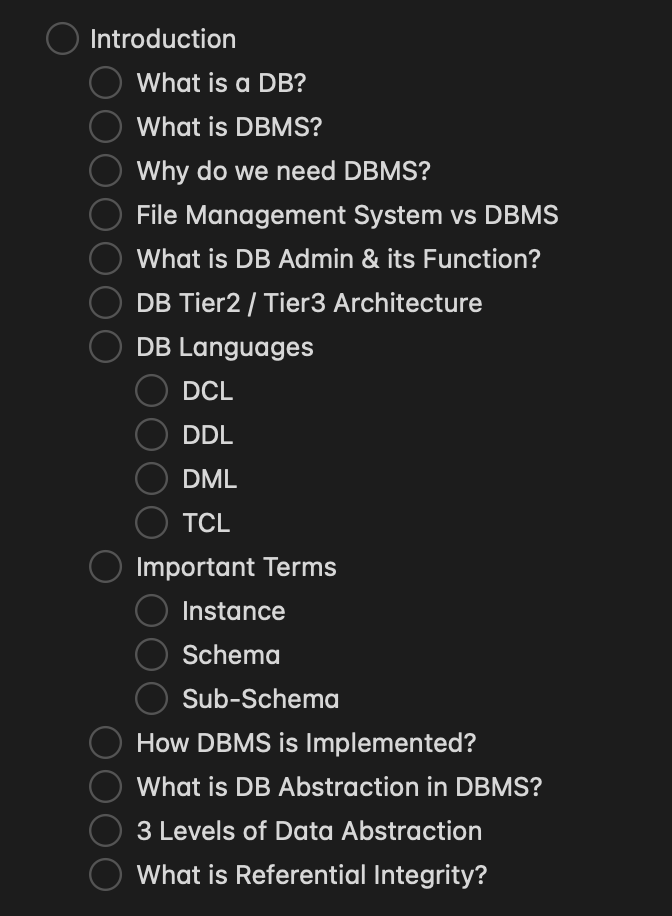 Introduction
What is a DB?
What is DBMS?
Why do we need DBMS?
File Management System vs DBMS
What is DB Admin & its Function?
DB Tier2 / Tier3 Architecture
DB Languages
DCL
DDL
DML
TCL
Important Terms
Instance
Schema
Sub-Schema
How DBMS is Implemented?
What is DB Abstraction in DBMS?
3 Levels of Data Abstraction
What is Referential Integrity?